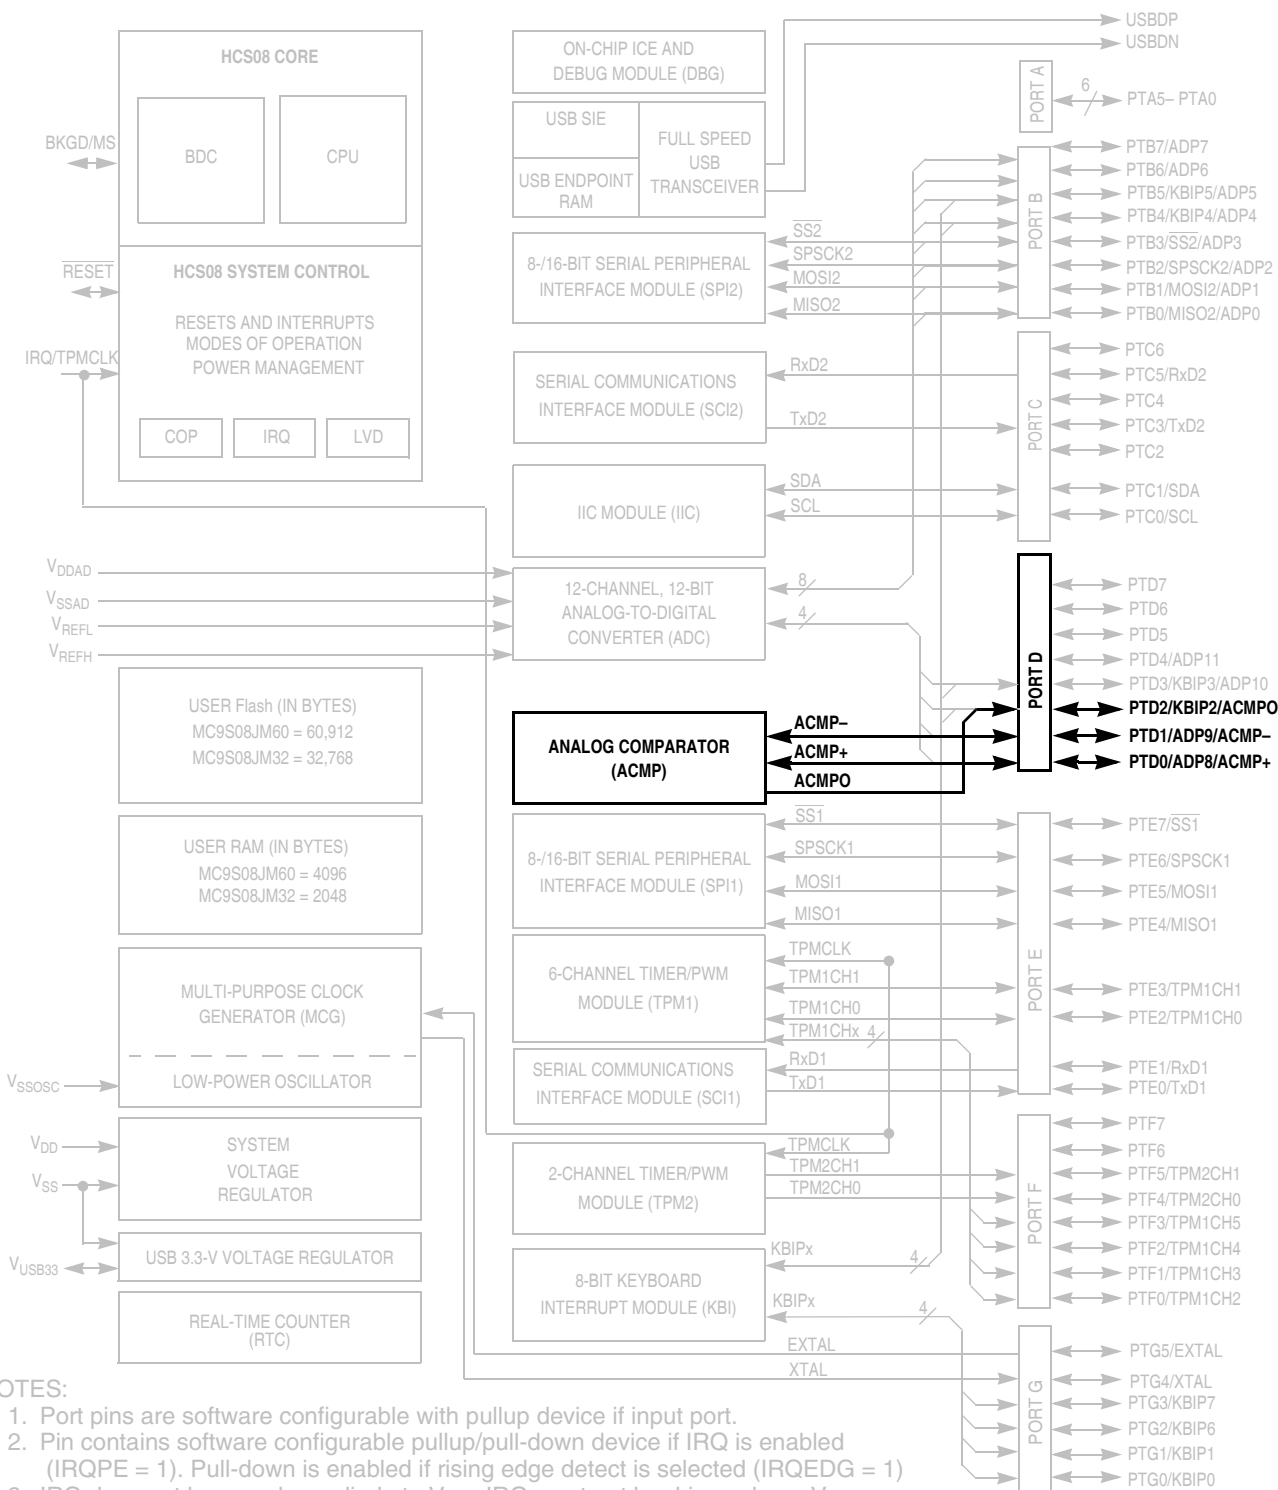 HCS08 CORE
BDC
CPU
BKGD/MS
RESET
HCS08 SYSTEM CONTROL
RESETS AND INTERRUPTS
MODES OF OPERATION
POWER MANAGEMENT
IRQ/TPMCLK
COP
IRQ
LVD
VDDAD
VSSAD
VREFL
VREFH
USER Flash (IN BYTES)
MC9S08JM60 = 60,912
MC9S08JM32 = 32,768
USER RAM (IN BYTES)
MC9S08JM60 = 4096
MC9S08JM32 = 2048
MULTI-PURPOSE CLOCK
GENERATOR (MCG)
LOW-POWER OSCILLATOR
VSSOSC
VDD
VSS
SYSTEM
VOLTAGE
REGULATOR
USB 3.3-V VOLTAGE REGULATOR
VUSB33
REAL-TIME COUNTER
(RTC)
ON-CHIP ICE AND
DEBUG MODULE (DBG)
USB SIE
USB ENDPOINT
RAM
FULL SPEED
USB
TRANSCEIVER
8-/16-BIT SERIAL PERIPHERAL
INTERFACE MODULE (SPI2)
SS2
SPSCK2
MOSI2
MISO2
SERIAL COMMUNICATIONS
INTERFACE MODULE (SCI2)
RxD2
TxD2
IIC MODULE (IIC)
SDA
SCL
12-CHANNEL, 12-BIT
ANALOG-TO-DIGITAL
CONVERTER (ADC)
8
4
ANALOG COMPARATOR
(ACMP)
ACMP–
ACMP+
ACMPO
8-/16-BIT SERIAL PERIPHERAL
INTERFACE MODULE (SPI1)
SS1
SPSCK1
MOSI1
MISO1
6-CHANNEL TIMER/PWM
MODULE (TPM1)
TPMCLK
TPM1CH1
TPM1CH0
TPM1CHx 4
SERIAL COMMUNICATIONS
INTERFACE MODULE (SCI1)
RxD1
TxD1
2-CHANNEL TIMER/PWM
MODULE (TPM2)
TPMCLK
TPM2CH1
TPM2CH0
8-BIT KEYBOARD
INTERRUPT MODULE (KBI)
KBIPx 4
KBIPx 4
EXTAL
XTAL
USBDP
USBDN
PORT A
6
PTA5– PTA0
PORT B
PTB7/ADP7
PTB6/ADP6
PTB5/KBIP5/ADP5
PTB4/KBIP4/ADP4
PTB3/SS2/ADP3
PTB2/SPSCK2/ADP2
PTB1/MOSI2/ADP1
PTB0/MISO2/ADP0
PORT C
PTC6
PTC5/RxD2
PTC4
PTC3/TxD2
PTC2
PTC1/SDA
PTC0/SCL
PORT D
PTD7
PTD6
PTD5
PTD4/ADP11
PTD3/KBIP3/ADP10
PTD2/KBIP2/ACMPO
PTD1/ADP9/ACMP–
PTD0/ADP8/ACMP+
PORT E
PTE7/SS1
PTE6/SPSCK1
PTE5/MOSI1
PTE4/MISO1
PTE3/TPM1CH1
PTE2/TPM1CH0
PTE1/RxD1
PTE0/TxD1
PORT F
PTF7
PTF6
PTF5/TPM2CH1
PTF4/TPM2CH0
PTF3/TPM1CH5
PTF2/TPM1CH4
PTF1/TPM1CH3
PTF0/TPM1CH2
PORT G
PTG5/EXTAL
PTG4/XTAL
PTG3/KBIP7
PTG2/KBIP6
PTG1/KBIP1
PTG0/KBIP0
OTES:
1. Port pins are software configurable with pullup device if input port.
2. Pin contains software configurable pullup/pull-down device if IRQ is enabled
(IRQPE = 1). Pull-down is enabled if rising edge detect is selected (IRQEDG = 1)